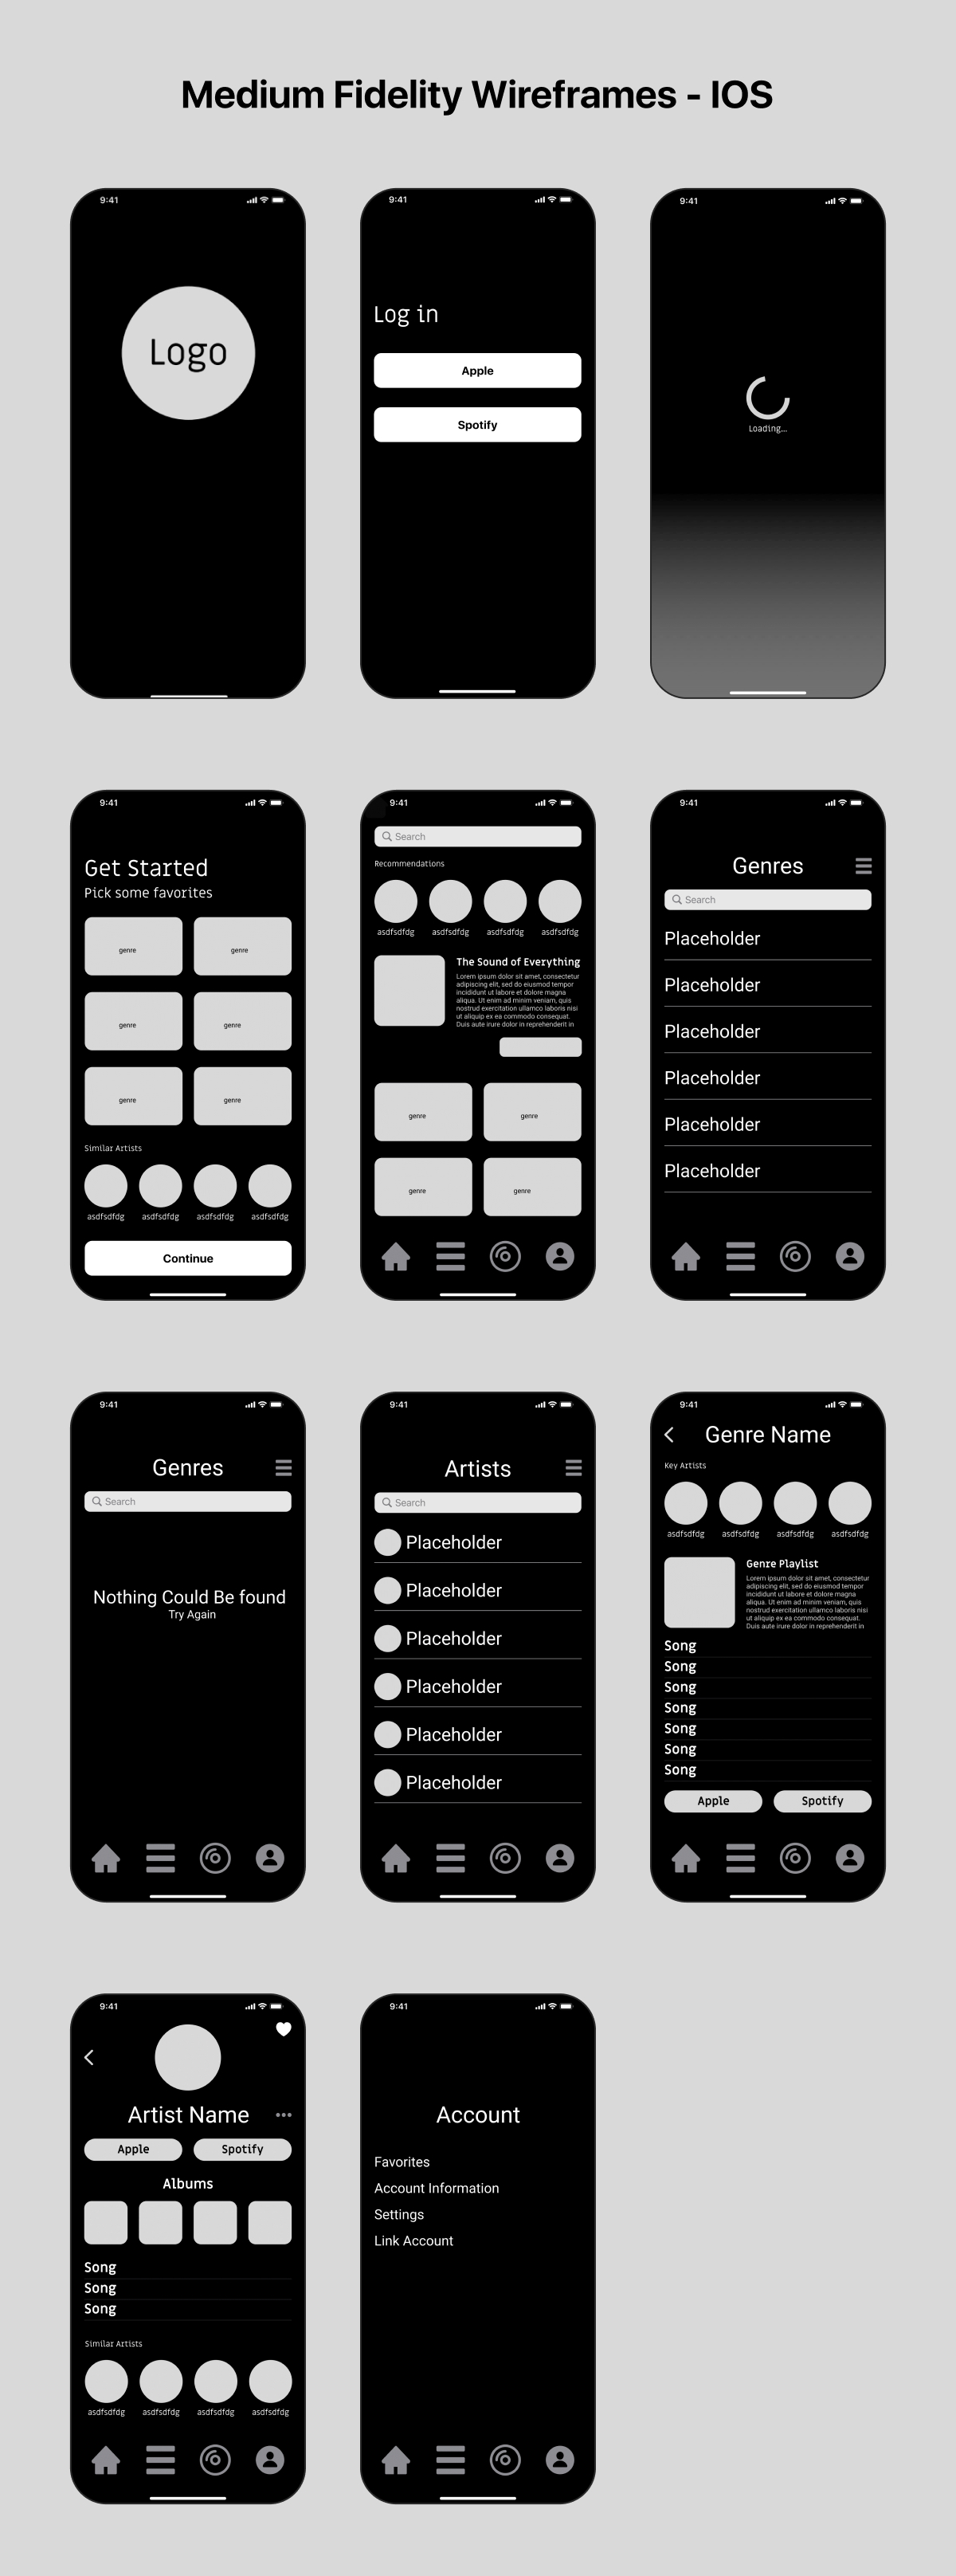 Medium Fidelity Wireframes - IOS
9:41
Logo
9:41
Log in
Apple
Spotify
9:41
Loading...
9:41
Get Started
Pick some favorites
genre genre
genre genre
genre genre
Similar Artists
asdfsdfdg asdfsdfdg asdfsdfdg asdfsdfdg
Continue
9:41
Search
Recommendations
asdfsdfdg asdfsdfdg asdfsdfdg asdfsdfdg
The Sound of Everything
Lorem ipsum dolor sit amet, consectetur
adipiscing elit, sed do eiusmod tempor
incididunt ut labore et dolore magna
aliqua. Ut enim ad minim veniam, quis
nostrud exercitation ullamco laboris nisi
ut aliquip ex ea commodo consequat.
Duis aute irure dolor in reprehenderit in
genre genre
genre genre
9:41
Genres
Search
Placeholder
Placeholder
Placeholder
Placeholder
Placeholder
Placeholder
9:41
Genres
Search
Nothing Could Be found
Try Again
9:41
Artists
Search
Placeholder
Placeholder
Placeholder
Placeholder
Placeholder
Placeholder
9:41
Genre Name
Key Artists
asdfsdfdg asdfsdfdg asdfsdfdg asdfsdfdg
Genre Playlist
Lorem ipsum dolor sit amet, consectetur
adipiscing elit, sed do eiusmod tempor
incididunt ut labore et dolore magna
aliqua. Ut enim ad minim veniam, quis
nostrud exercitation ullamco laboris nisi
ut aliquip ex ea commodo consequat.
Duis aute irure dolor in reprehenderit in
Song
Song
Song
Song
Song
Song
Song
Apple Spotify
9:41
Artist Name
Apple Spotify
Albums
Song
Song
Song
Similar Artists
asdfsdfdg asdfsdfdg asdfsdfdg asdfsdfdg
9:41
Account
Favorites
Account Information
Settings
Link Account